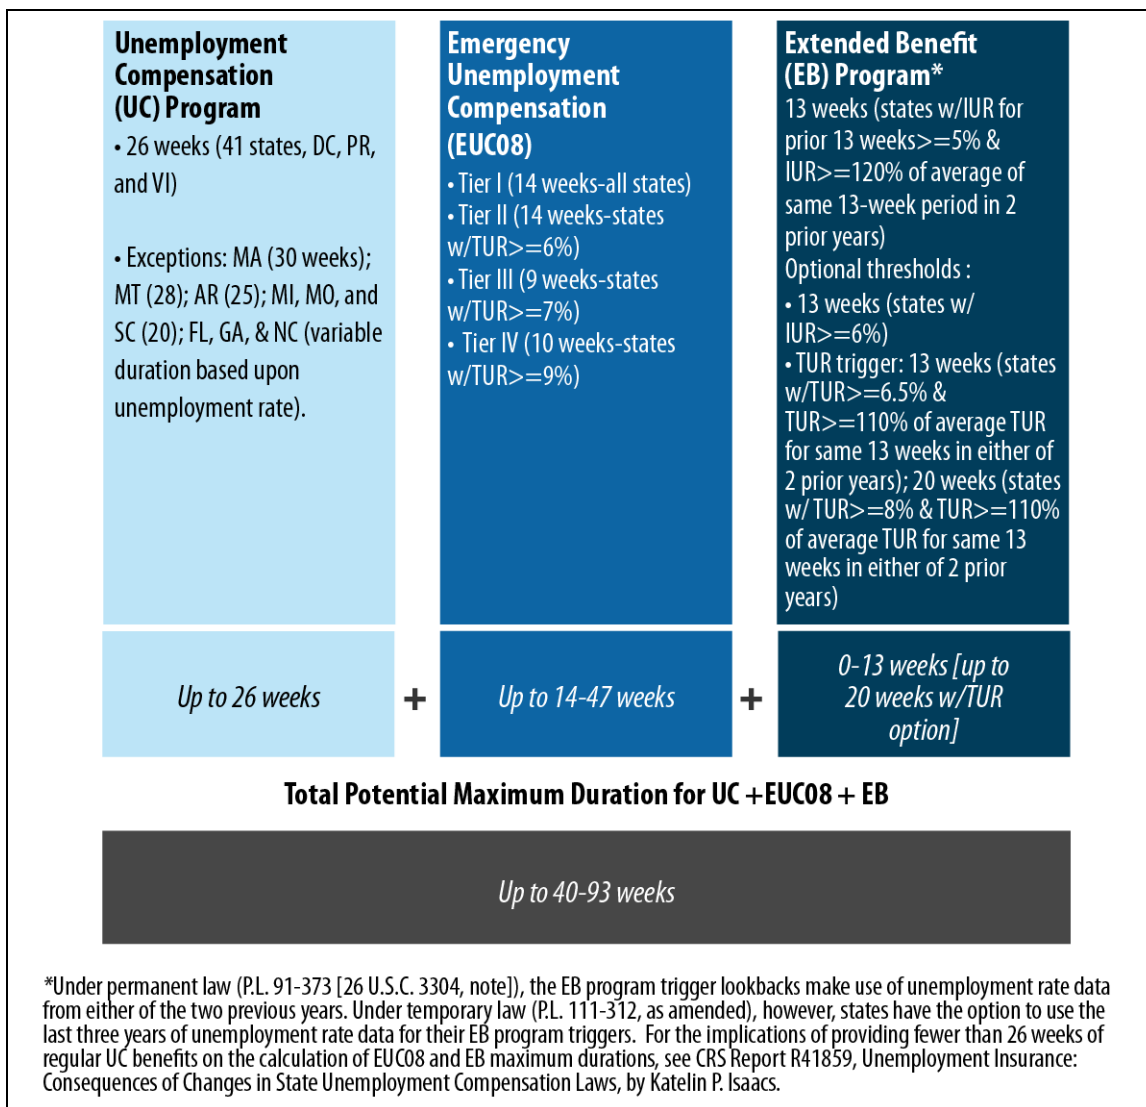 Unemployment
Compensation
(UC) Program
• 26 weeks (41 states, DC, PR,
and VI)
• Exceptions: MA (30 weeks);
MT (28); AR (25); MI, MO, and
SC (20); FL, GA, & NC (variable
duration based upon
unemployment rate).
Emergency
Unemployment
Compensation
(EUC08)
• Tier I (14 weeks-all states)
• Tier II (14 weeks-states
w/TUR>=6%)
• Tier III (9 weeks-states
w/TUR>=7%)
• Tier IV (10 weeks-states
w/TUR>=9%)
Extended Benefit
(EB) Program*
13 weeks (states w/IUR for
prior 13 weeks>=5% &
IUR>=120% of average of
same 13-week period in 2
prior years)
Optional thresholds :
• 13 weeks (states w/
IUR>=6%)
• TUR trigger: 13 weeks (states
w/TUR>=6.5% &
TUR>=110% of average TUR
for same 13 weeks in either of
2 prior years); 20 weeks (states
w/ TUR>=8% & TUR>=110%
of average TUR for same 13
weeks in either of 2 prior
years)
Up to 26 weeks
+
Up to 14-47 weeks
+
0-13 weeks [up to
20 weeks w/TUR
option]
Total Potential Maximum Duration for UC +EUC08 + EB
Up to 40-93 weeks
*Under permanent law (P.L. 91-373 [26 U.S.C. 3304, note]), the EB program trigger lookbacks make use of unemployment rate data
from either of the two previous years. Under temporary law (P.L. 111-312, as amended), however, states have the option to use the
last three years of unemployment rate data for their EB program triggers. For the implications of providing fewer than 26 weeks of
regular UC benefits on the calculation of EUC08 and EB maximum durations, see CRS Report R41859, Unemployment Insurance:
Consequences of Changes in State Unemployment Compensation Laws, by Katelin P. Isaacs.